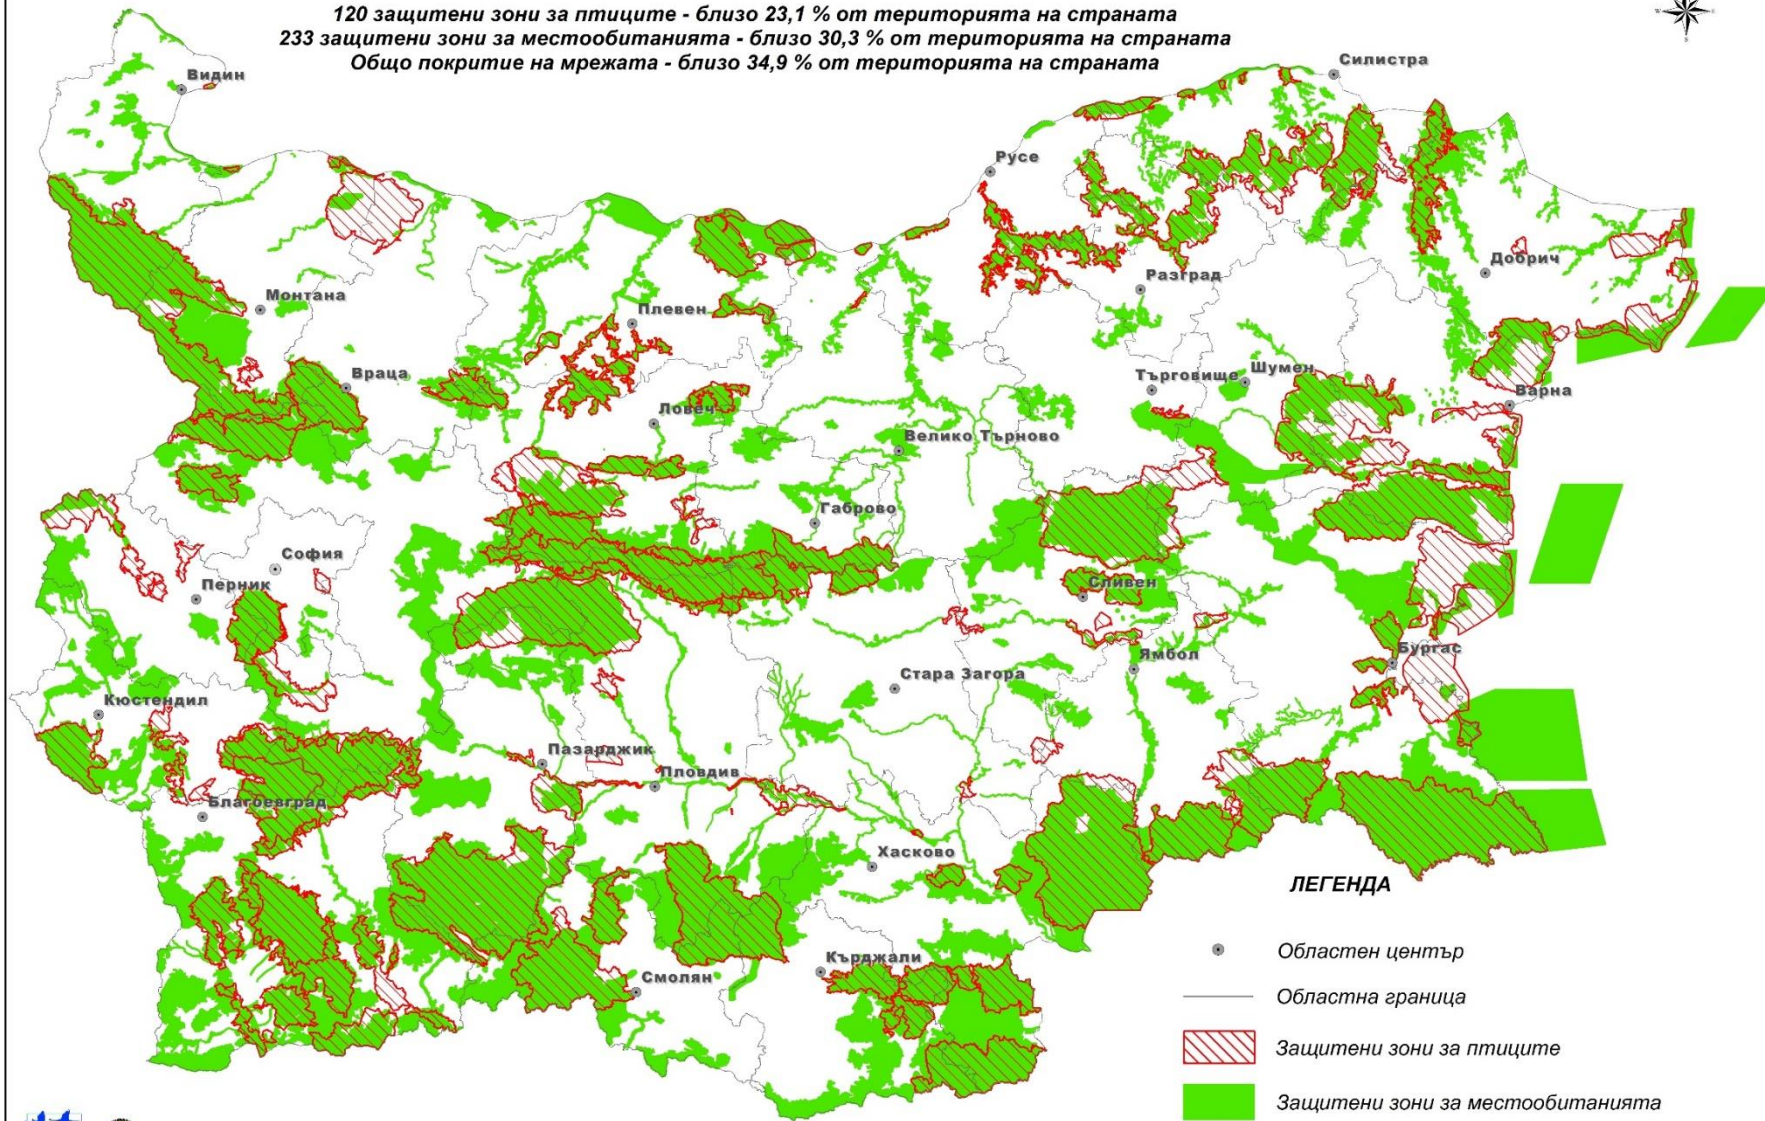 120 защитени зони за птиците - близо 23,1 % от територията на страната
233 защитени зони за местообитанията - близо 30,3 % от територията на страната
Общо покритие на мрежата - близо 34,9 % от територията на страната
Силистра
Видин
Русе
Добрич
Разград
Монтана
Плевен
Враца
Търговище
Шумен
Варна
Ловеч
Велико Търново
Габрово
София
Перник
Сливен
Бургас
Ямбол
Стара Загора
Кюстендил
Пазарджик
Пловдив
Благоевград
Хасково
Кърджали
Смолян
ЛЕГЕНДА
Областен център
Областна граница
Защитени зони за птиците
Защитени зони за местообитанията